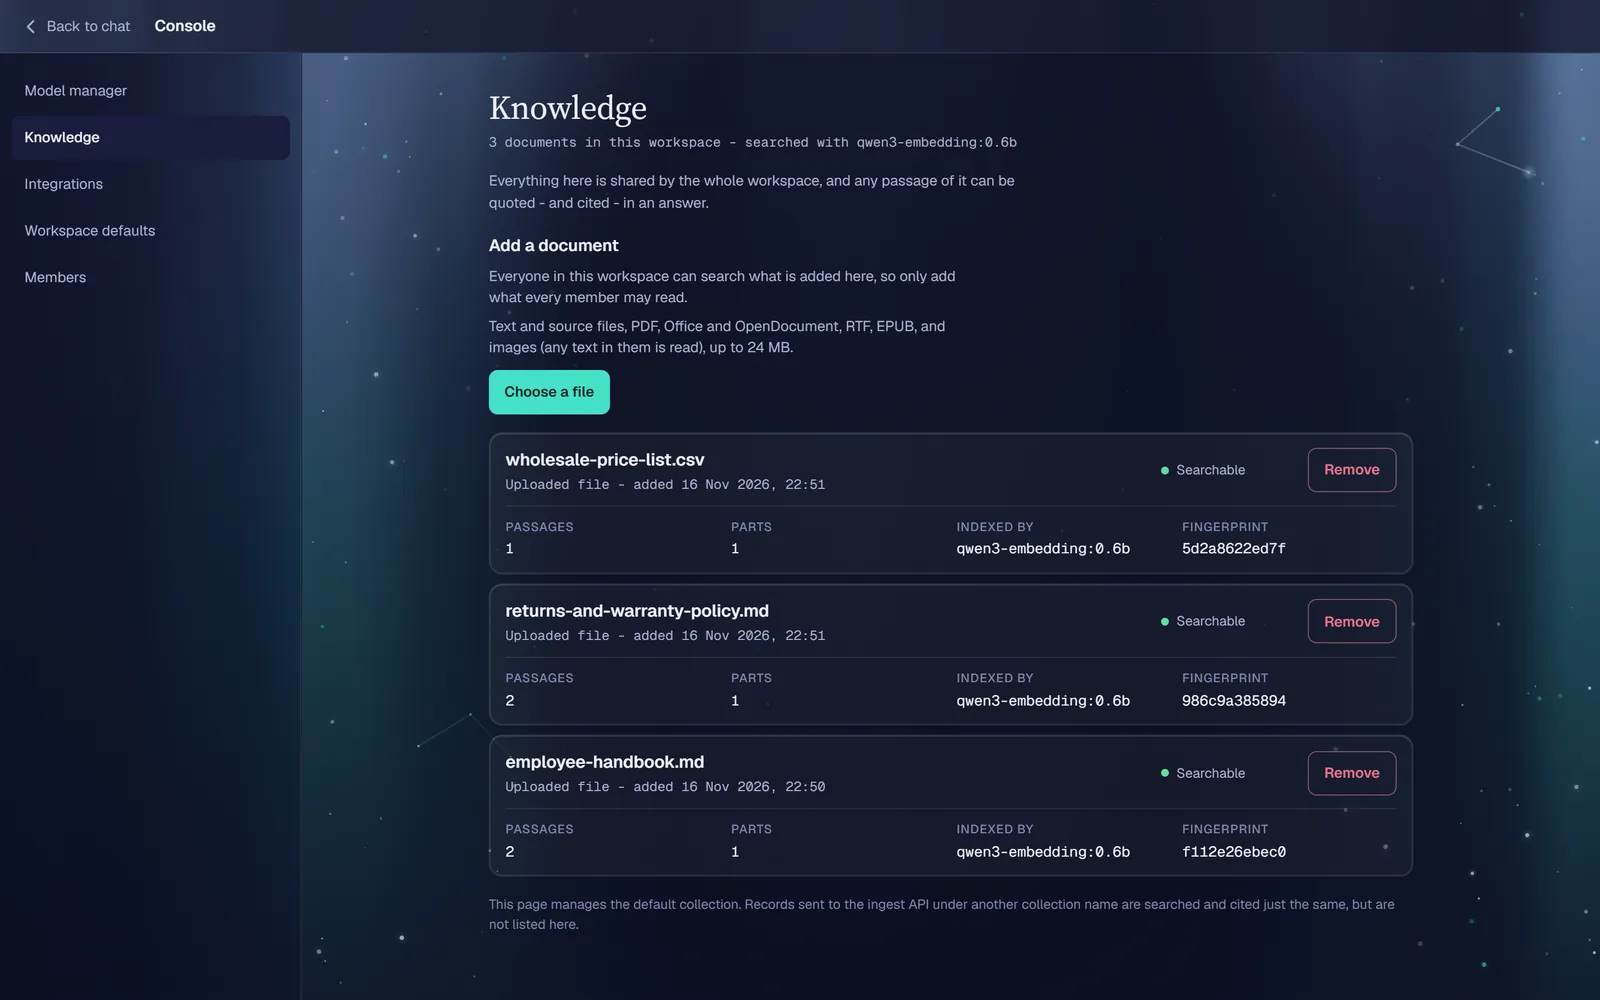 Back to chat
Console
Model manager
Knowledge
Integrations
Workspace defaults
Members
Knowledge
3 documents in this workspace - searched with qwen3-embedding:0.6b
Everything here is shared by the whole workspace, and any passage of it can be
quoted - and cited - in an answer.
Add a document
Everyone in this workspace can search what is added here, so only add
what every member may read.
Text and source files, PDF, Office and OpenDocument, RTF, EPUB, and
images (any text in them is read), up to 24 MB.
Choose a file
wholesale-price-list.csv
Uploaded file - added 16 Nov 2026, 22:51
Searchable
Remove
PASSAGES PARTS INDEXED BY FINGERPRINT
1 1 qwen3-embedding:0.6b 5d2a8622ed7f
returns-and-warranty-policy.md
Uploaded file - added 16 Nov 2026, 22:51
Searchable
Remove
PASSAGES PARTS INDEXED BY FINGERPRINT
2 1 qwen3-embedding:0.6b 986c9a385894
employee-handbook.md
Uploaded file - added 16 Nov 2026, 22:50
Searchable
Remove
PASSAGES PARTS INDEXED BY FINGERPRINT
2 1 qwen3-embedding:0.6b f112e26ebec0
This page manages the default collection. Records sent to the ingest API under another collection name are searched and cited just the same, but are
not listed here.